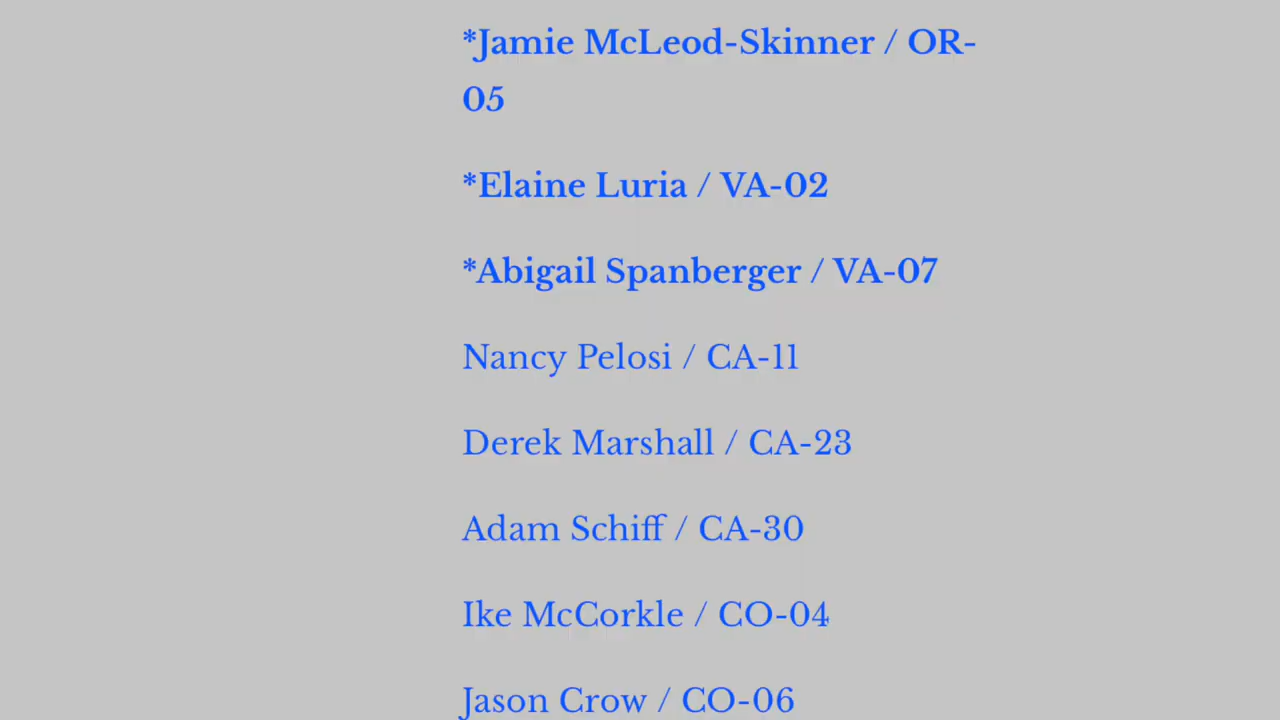 *Jamie McLeod-Skinner / OR-
05
*Elaine Luria / VA-02
*Abigail Spanberger / VA-07
Nancy Pelosi / CA-11
Derek Marshall / CA-23
Adam Schiff / CA-30
Ike McCorkle / CO-04
Jason Crow / CO-06